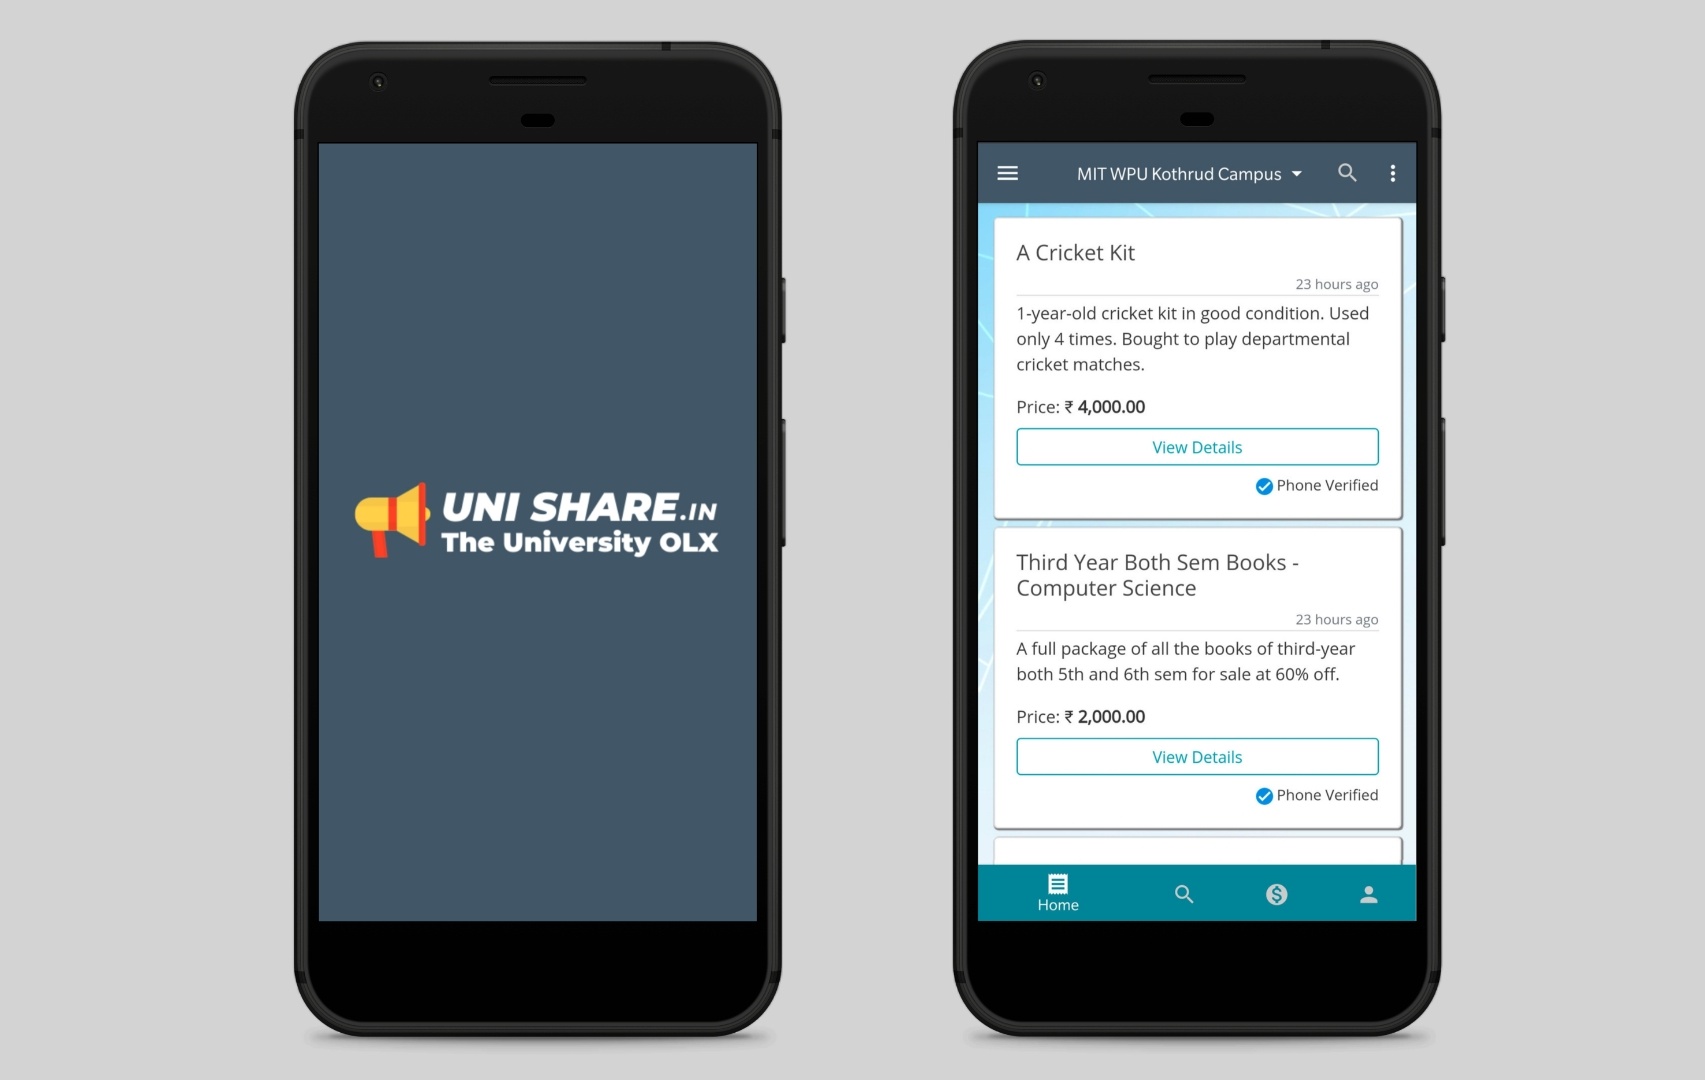 UNI SHARE.IN
The University OLX
MIT WPU Kothrud Campus
A Cricket Kit
23 hours ago
1-year-old cricket kit in good condition. Used
only 4 times. Bought to play departmental
cricket matches.
Price: ₹ 4,000.00
View Details
Phone Verified
Third Year Both Sem Books -
Computer Science
23 hours ago
A full package of all the books of third-year
both 5th and 6th sem for sale at 60% off.
Price: ₹ 2,000.00
View Details
Phone Verified
Home